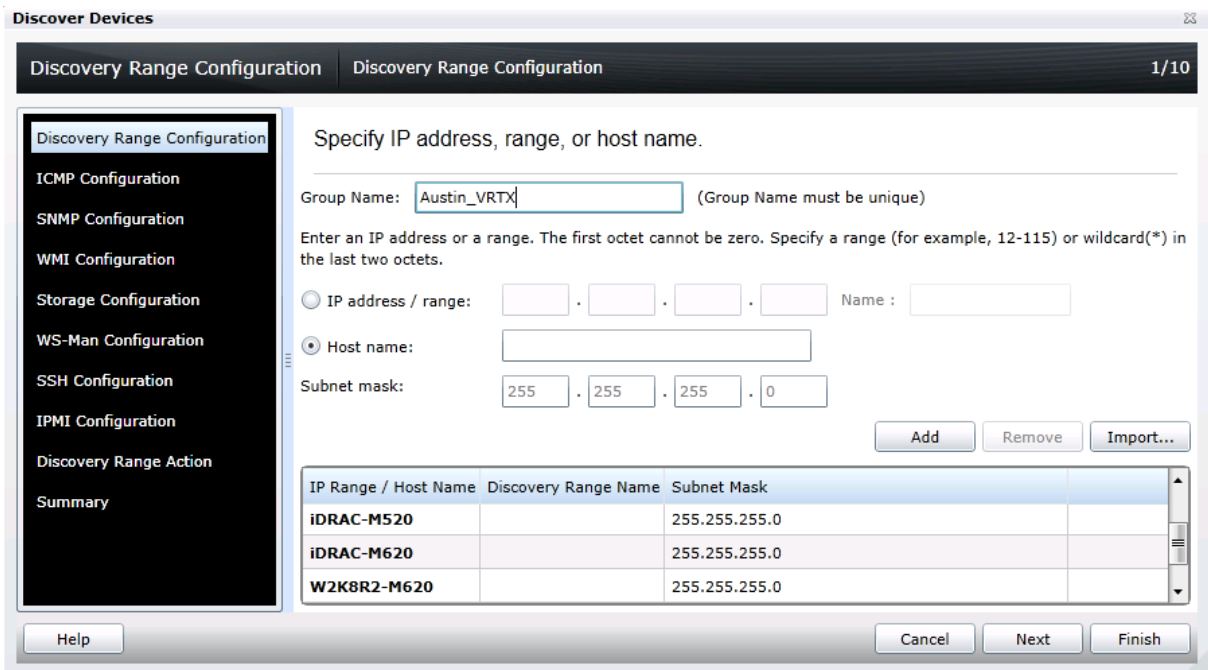 Discover Devices
Discovery Range Configuration Discovery Range Configuration 1/10
Discovery Range Configuration
ICMP Configuration
SNMP Configuration
WMI Configuration
Storage Configuration
WS-Man Configuration
SSH Configuration
IPMI Configuration
Discovery Range Action
Summary
Specify IP address, range, or host name.
Group Name: Austin_VRTX (Group Name must be unique)
Enter an IP address or a range. The first octet cannot be zero. Specify a range (for example, 12-115) or wildcard(*) in
the last two octets.
IP address / range: . . . Name :
Host name:
Subnet mask: 255 . 255 . 255 . 0
Add Remove Import...
IP Range / Host Name Discovery Range Name Subnet Mask
iDRAC-M520 255.255.255.0
iDRAC-M620 255.255.255.0
W2K8R2-M620 255.255.255.0
Help Cancel Next Finish